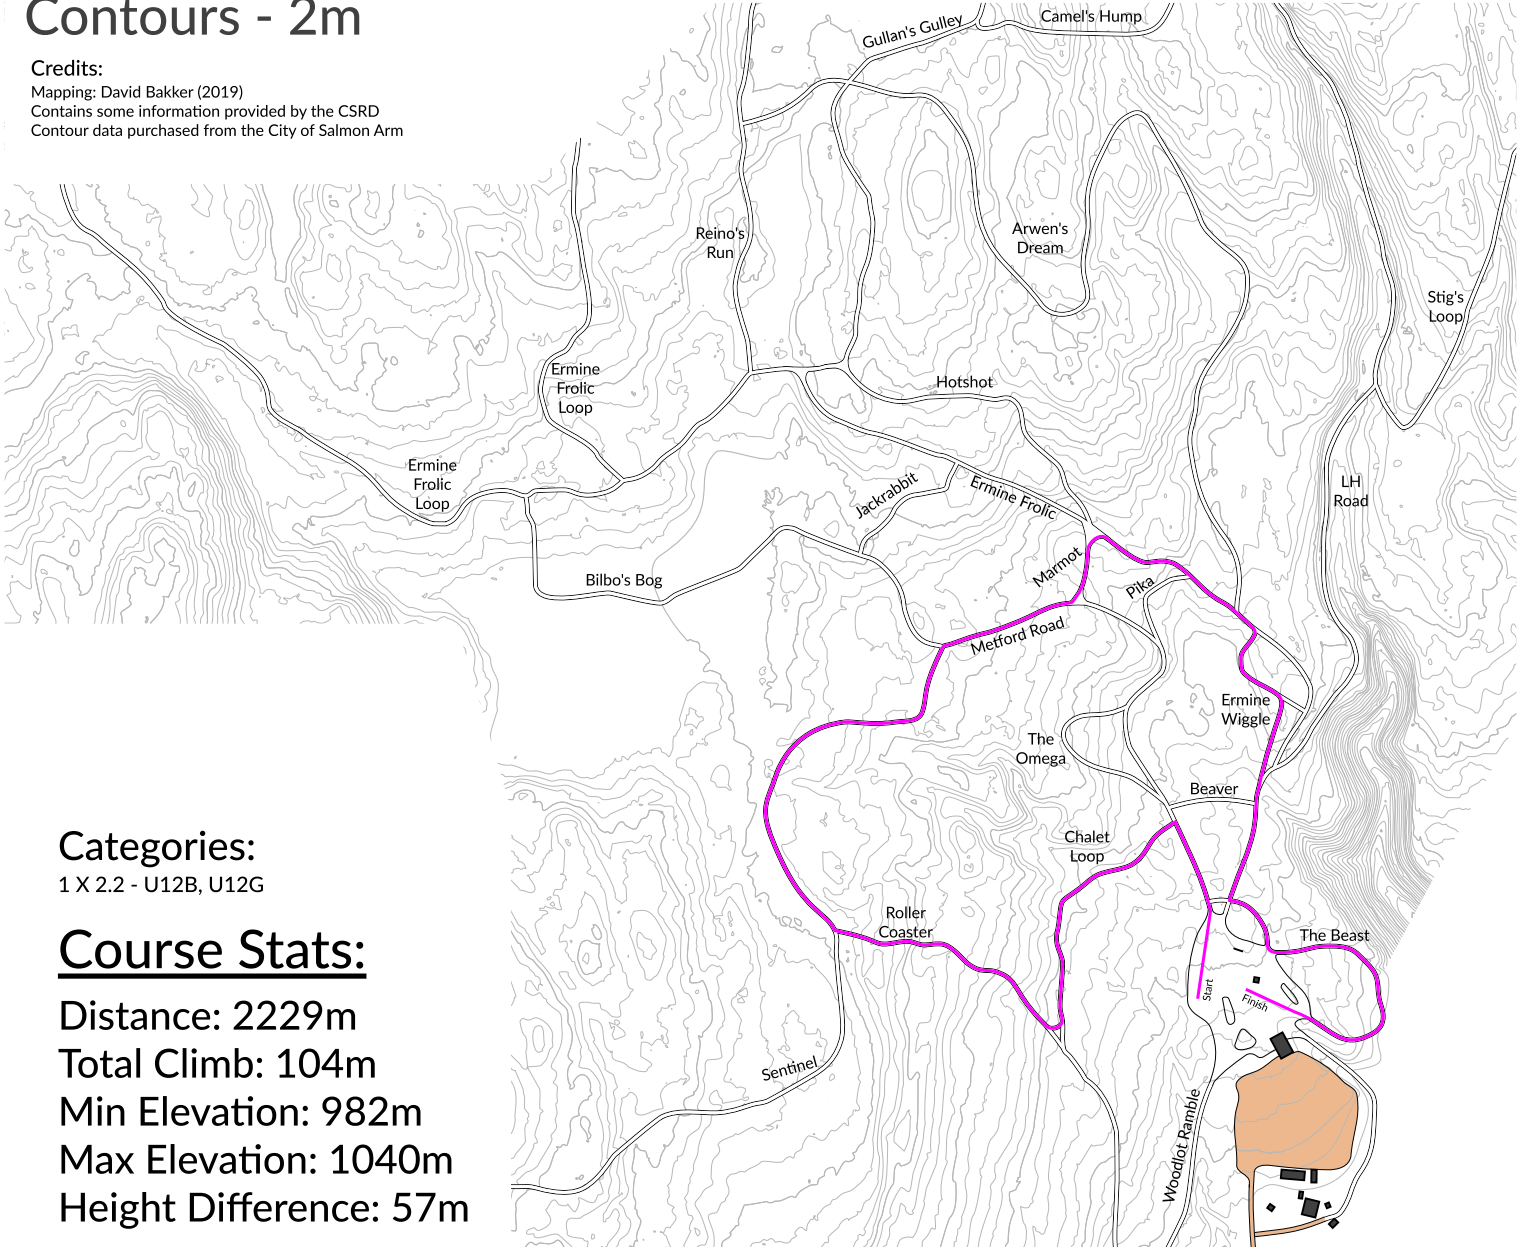 Contours - 2m
Credits:
Mapping: David Bakker (2019)
Contains some information provided by the CSRD
Contour data purchased from the City of Salmon Arm
Gullan's Gulley
Camel's Hump
Reino's
Run
Arwen's
Dream
Stig's
Loop
Ermine
Frolic
Loop
Hotshot
Ermine
Frolic
Loop
Jackrabbit
Ermine Frolic
LH
Road
Bilbo's Bog
Marmot
Pika
Metford Road
Ermine
Wiggle
The
Omega
Beaver
Chalet
Loop
Roller
Coaster
The Beast
Start
Finish
Sentinel
Woodlot Ramble
Categories:
1 X 2.2 - U12B, U12G
Course Stats:
Distance: 2229m
Total Climb: 104m
Min Elevation: 982m
Max Elevation: 1040m
Height Difference: 57m